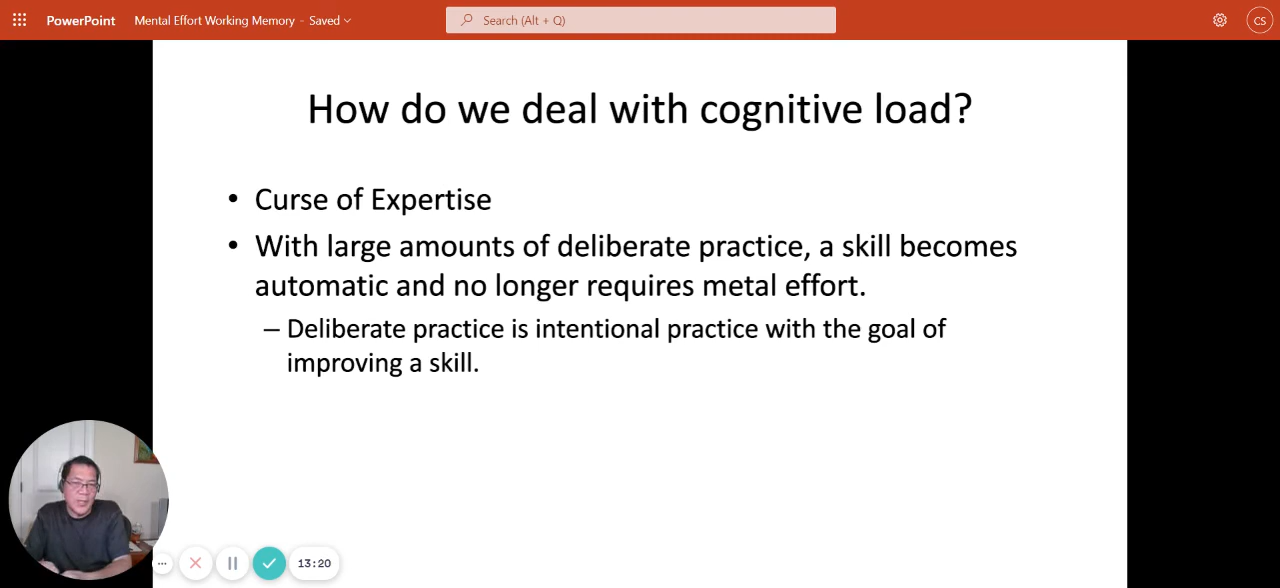 PowerPoint Mental Effort Working Memory - Saved Search (Alt + Q) CS
How do we deal with cognitive load?
• Curse of Expertise
• With large amounts of deliberate practice, a skill becomes
automatic and no longer requires metal effort.
– Deliberate practice is intentional practice with the goal of
improving a skill.
13:20